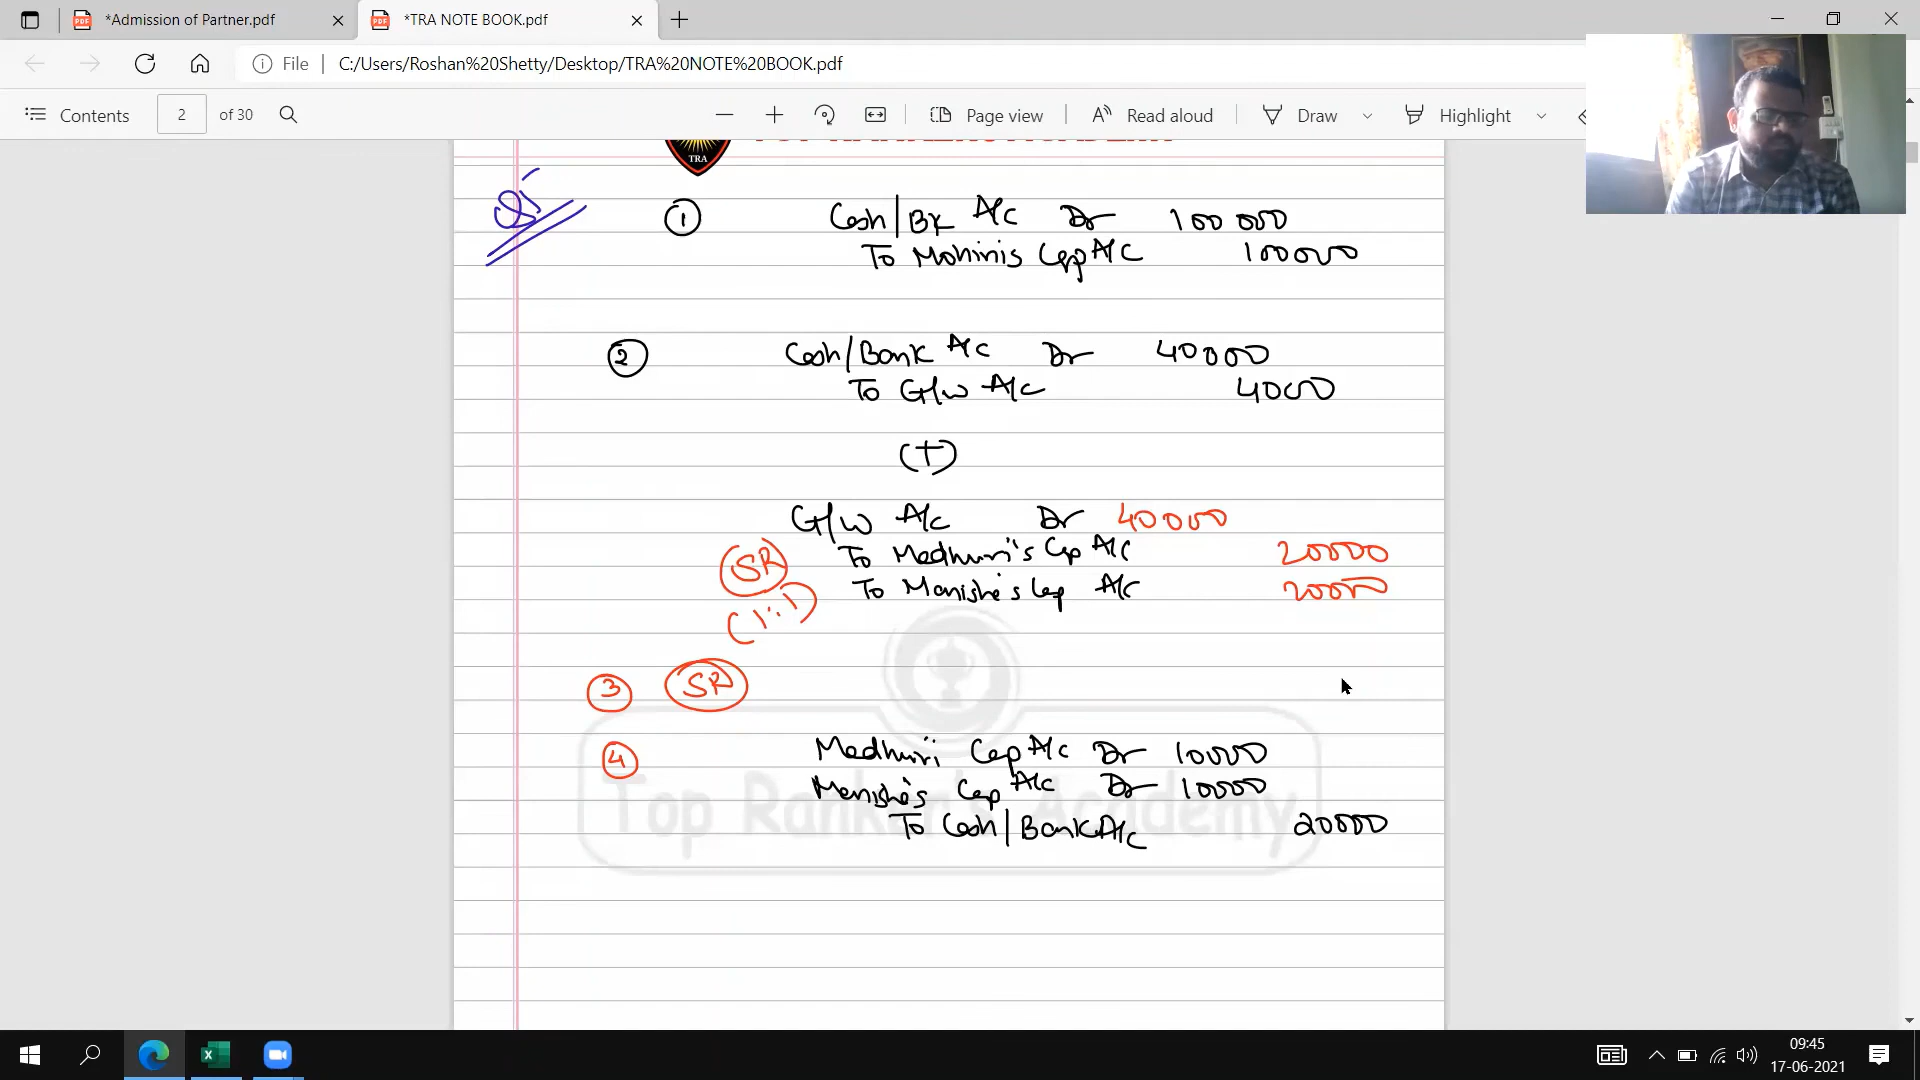 *Admission of Partner.pdf
*TRA NOTE BOOK.pdf
File C:/Users/Roshan%20Shetty/Desktop/TRA%20NOTE%20BOOK.pdf
Contents 2 of 30 Page view Read aloud Draw Highlight
TRA
1 Cash/Bk A/c Dr 100 000
To Mohinis Cap A/C 100000
2 Cash/Bank A/c Dr 40000
To G/w A/c 4000
(T)
G/w A/c Dr 40000
SR To Madhuri's Cap A/C 20000
To Manisha's Cap A/c 20000
(1:1)
3 SR
4 Madhuri Cap A/c Dr 10000
Manisha's Cap A/c Dr 10000
To Cash/Bank A/c 20000
Top Ranker's Academy
09:45
17-06-2021